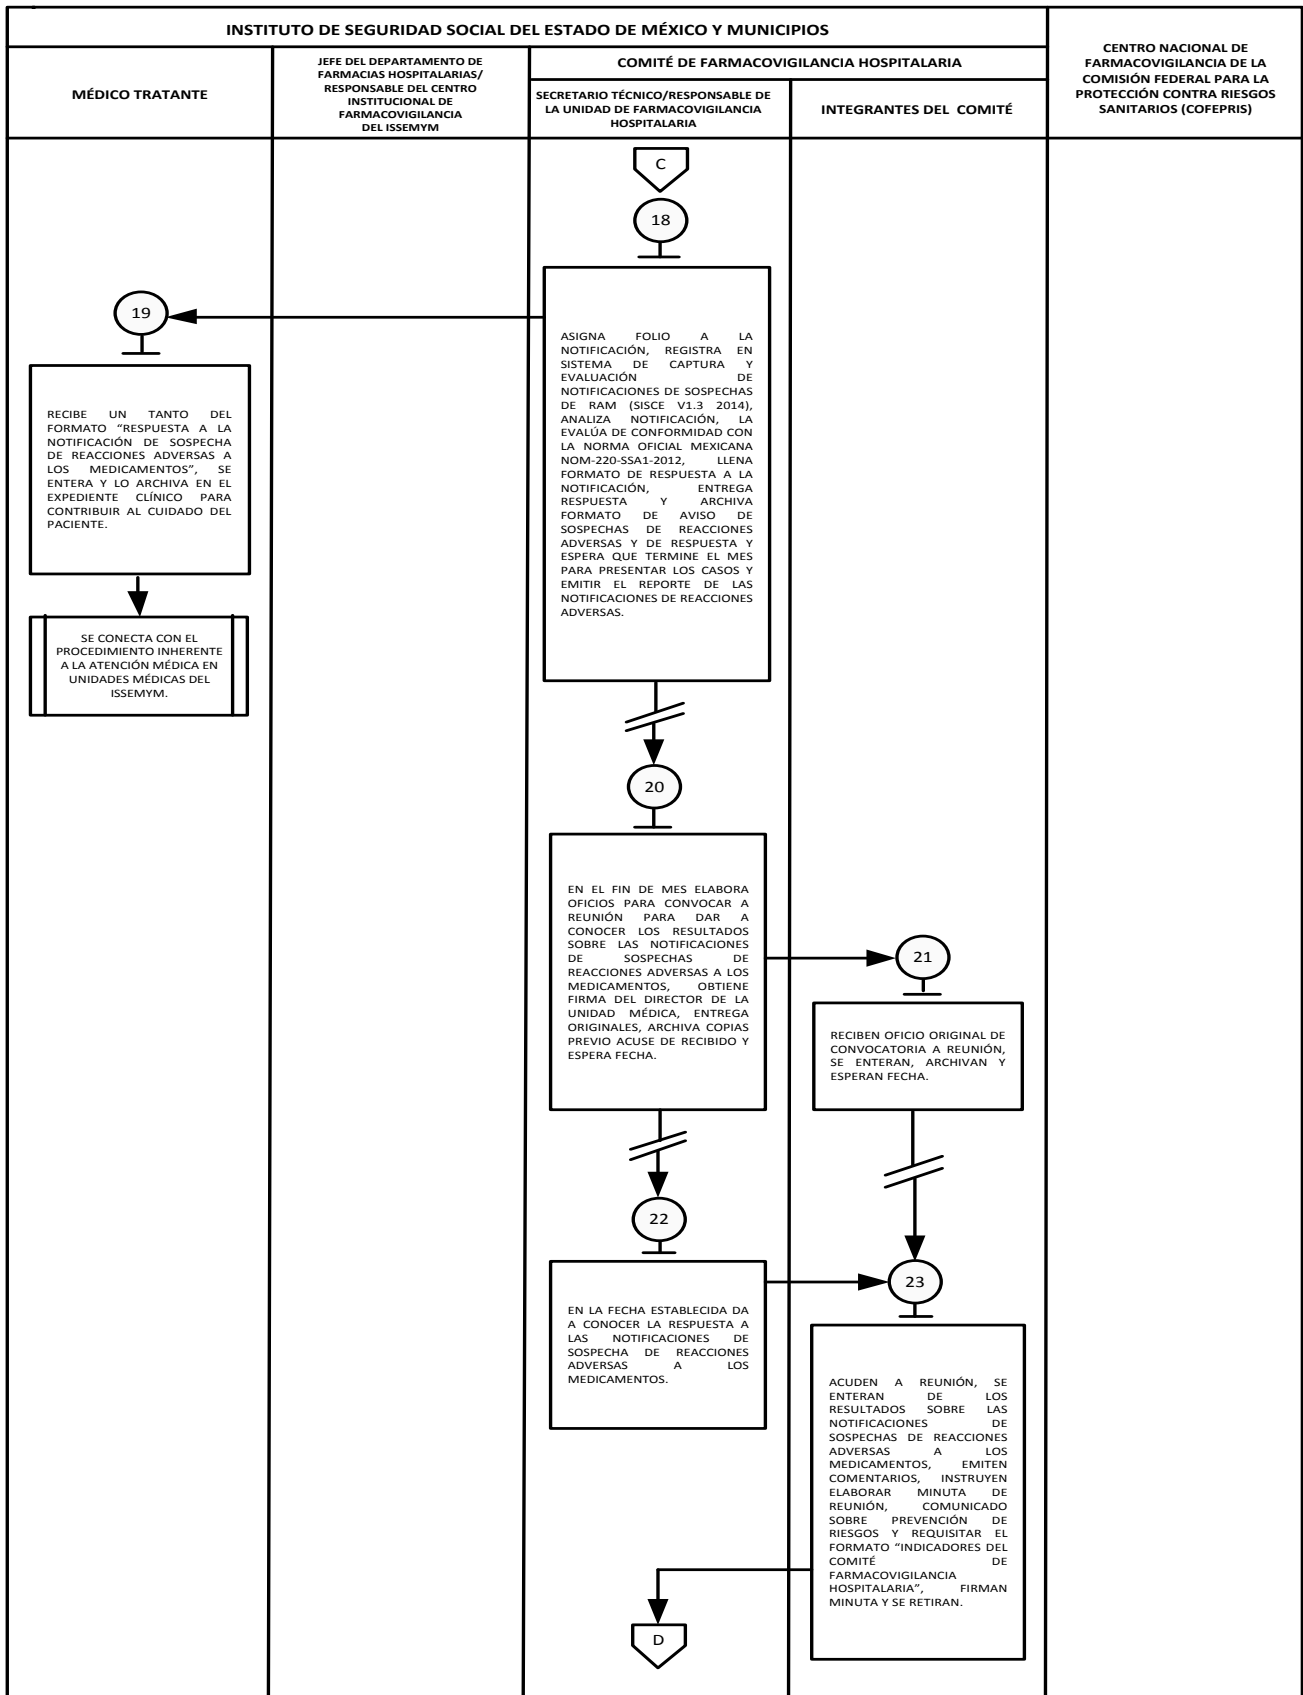 INSTITUTO DE SEGURIDAD SOCIAL DEL ESTADO DE MÉXICO Y MUNICIPIOS
CENTRO NACIONAL DE
FARMACOVIGILANCIA DE LA
COMISIÓN FEDERAL PARA LA
PROTECCIÓN CONTRA RIESGOS
SANITARIOS (COFEPRIS)
MÉDICO TRATANTE
JEFE DEL DEPARTAMENTO DE
FARMACIAS HOSPITALARIAS/
RESPONSABLE DEL CENTRO
INSTITUCIONAL DE
FARMACOVIGILANCIA
DEL ISSEMYM
COMITÉ DE FARMACOVIGILANCIA HOSPITALARIA
SECRETARIO TÉCNICO/RESPONSABLE DE
LA UNIDAD DE FARMACOVIGILANCIA
HOSPITALARIA
INTEGRANTES DEL COMITÉ
C
18
ASIGNA FOLIO A LA
NOTIFICACIÓN, REGISTRA EN
SISTEMA DE CAPTURA Y
EVALUACIÓN DE
NOTIFICACIONES DE SOSPECHAS
DE RAM (SISCE V1.3 2014),
ANALIZA NOTIFICACIÓN, LA
EVALÚA DE CONFORMIDAD CON
LA NORMA OFICIAL MEXICANA
NOM-220-SSA1-2012, LLENA
FORMATO DE RESPUESTA A LA
NOTIFICACIÓN, ENTREGA
RESPUESTA Y ARCHIVA
FORMATO DE AVISO DE
SOSPECHAS DE REACCIONES
ADVERSAS Y DE RESPUESTA Y
ESPERA QUE TERMINE EL MES
PARA PRESENTAR LOS CASOS Y
EMITIR EL REPORTE DE LAS
NOTIFICACIONES DE REACCIONES
ADVERSAS.
19
RECIBE UN TANTO DEL
FORMATO “RESPUESTA A LA
NOTIFICACIÓN DE SOSPECHA
DE REACCIONES ADVERSAS A
LOS MEDICAMENTOS”, SE
ENTERA Y LO ARCHIVA EN EL
EXPEDIENTE CLÍNICO PARA
CONTRIBUIR AL CUIDADO DEL
PACIENTE.
SE CONECTA CON EL
PROCEDIMIENTO INHERENTE
A LA ATENCIÓN MÉDICA EN
UNIDADES MÉDICAS DEL
ISSEMYM.
20
EN EL FIN DE MES ELABORA
OFICIOS PARA CONVOCAR A
REUNIÓN PARA DAR A
CONOCER LOS RESULTADOS
SOBRE LAS NOTIFICACIONES
DE SOSPECHAS DE
REACCIONES ADVERSAS A LOS
MEDICAMENTOS, OBTIENE
FIRMA DEL DIRECTOR DE LA
UNIDAD MÉDICA, ENTREGA
ORIGINALES, ARCHIVA COPIAS
PREVIO ACUSE DE RECIBIDO Y
ESPERA FECHA.
21
RECIBEN OFICIO ORIGINAL DE
CONVOCATORIA A REUNIÓN,
SE ENTERAN, ARCHIVAN Y
ESPERAN FECHA.
22
EN LA FECHA ESTABLECIDA DA
A CONOCER LA RESPUESTA A
LAS NOTIFICACIONES DE
SOSPECHA DE REACCIONES
ADVERSAS A LOS
MEDICAMENTOS.
23
ACUDEN A REUNIÓN, SE
ENTERAN DE LOS
RESULTADOS SOBRE LAS
NOTIFICACIONES DE
SOSPECHAS DE REACCIONES
ADVERSAS A LOS
MEDICAMENTOS, EMITEN
COMENTARIOS, INSTRUYEN
ELABORAR MINUTA DE
REUNIÓN, COMUNICADO
SOBRE PREVENCIÓN DE
RIESGOS Y REQUISITAR EL
FORMATO “INDICADORES DEL
COMITÉ DE
FARMACOVIGILANCIA
HOSPITALARIA”, FIRMAN
MINUTA Y SE RETIRAN.
D